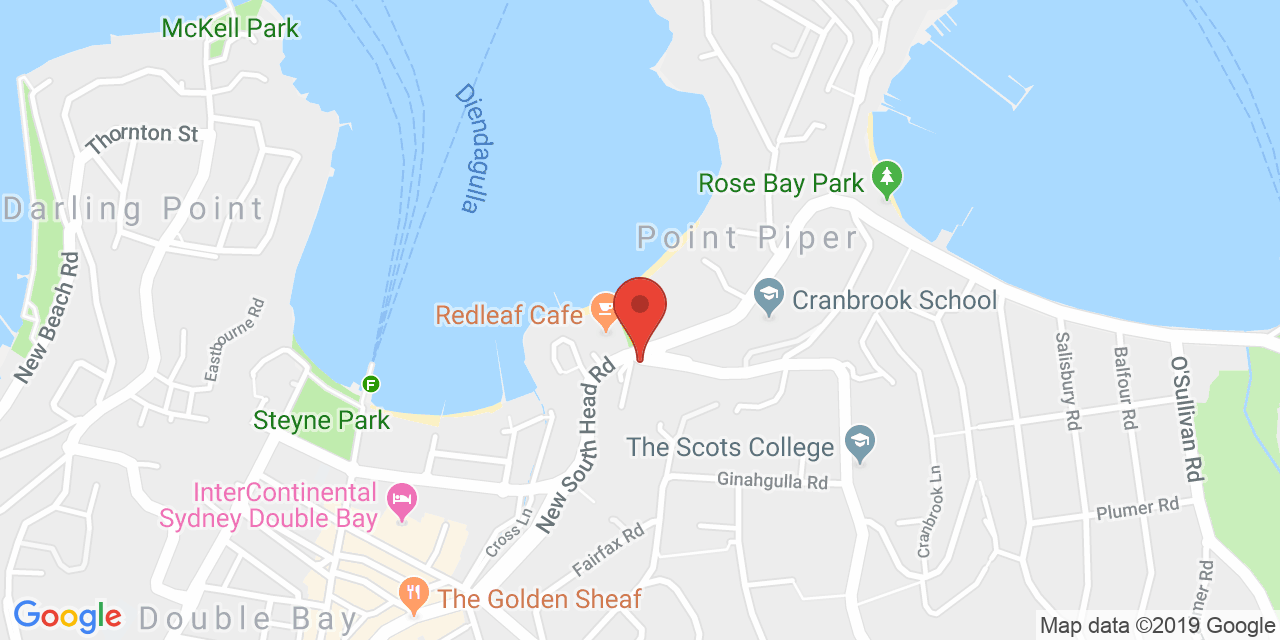 McKell Park
Thornton St
Diendagulla
Darling Point
Rose Bay Park
Point Piper
New Beach Rd
Eastbourne Rd
Redleaf Cafe
Cranbrook School
Salisbury Rd
Balfour Rd
O'Sullivan Rd
F
Steyne Park
New South Head Rd
The Scots College
Ginahgulla Rd
InterContinental
Sydney Double Bay
Cross Ln
Fairfax Rd
Cranbrook Ln
Plumer Rd
The Golden Sheaf
Plumer Rd
Google
Double Bay
Map data ©2019 Google